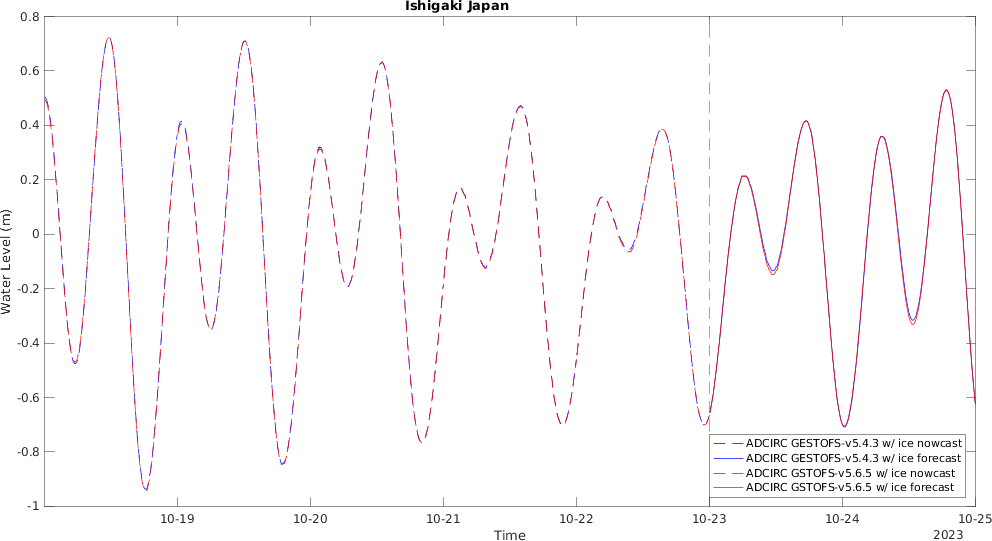 Ishigaki Japan
0.8
0.6
0.4
0.2
0
-0.2
-0.4
-0.6
-0.8
-1
Water Level (m)
ADCIRC GESTOFS-v5.4.3 w/ ice nowcast
ADCIRC GSTOFS-v5.4.3 w/ ice forecast
ADCIRC GSTOFS-v5.6.5 w/ ice nowcast
ADCIRC GSTOFS-v5.6.5 w/ ice forecast
10-19 10-20 10-21 10-22 10-23 10-24 10-25
Time
2023